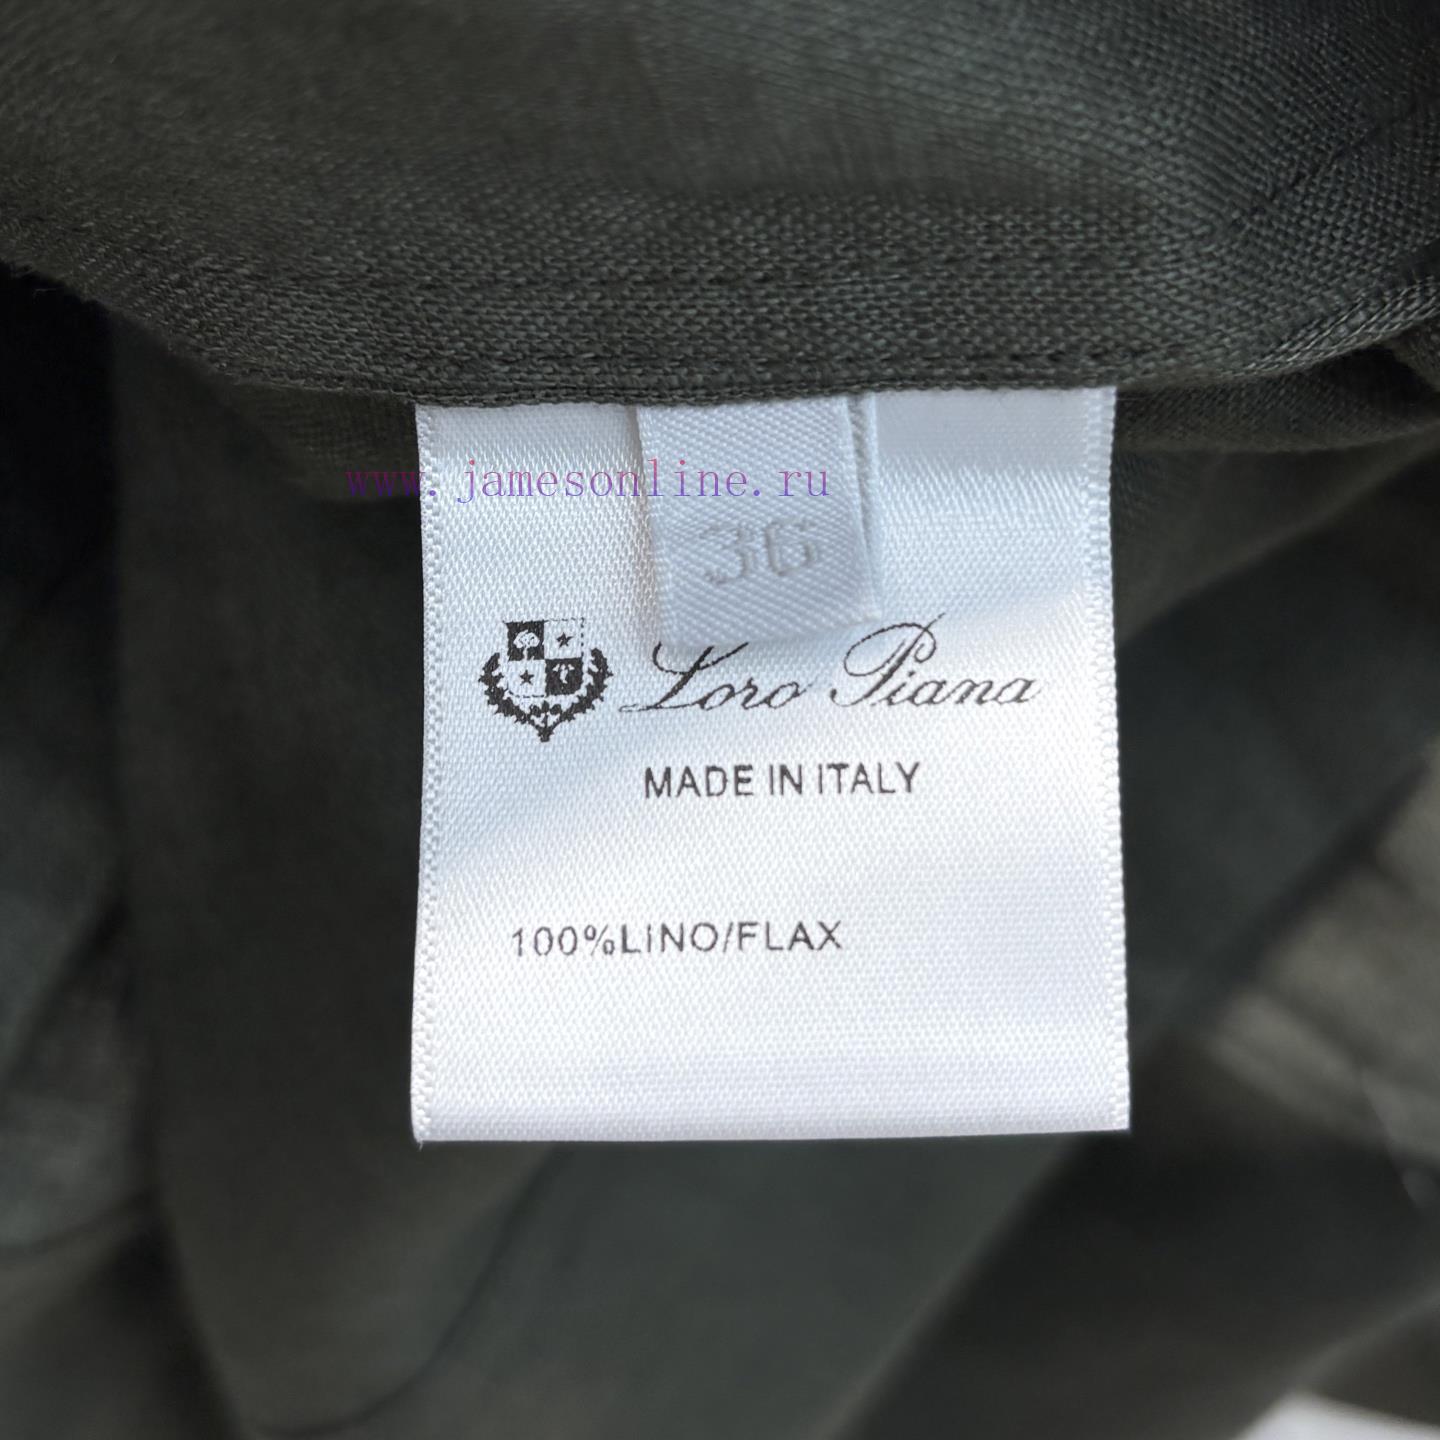 www.jamesonline.ru
36
Loro Piana
MADE IN ITALY
100%LINO/FLAX